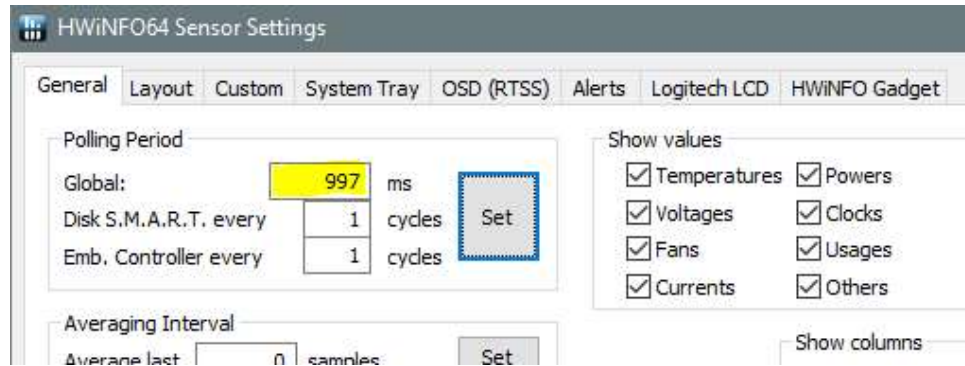 HWiNFO64 Sensor Settings
General Layout Custom System Tray OSD (RTSS) Alerts Logitech LCD HWiNFO Gadget
Polling Period
Global: 997 ms
Disk S.M.A.R.T. every 1 cycles
Emb. Controller every 1 cycles
Set
Show values
Temperatures Powers
Voltages Clocks
Fans Usages
Currents Others
Averaging Interval
Average last 0 samples Set
Show columns